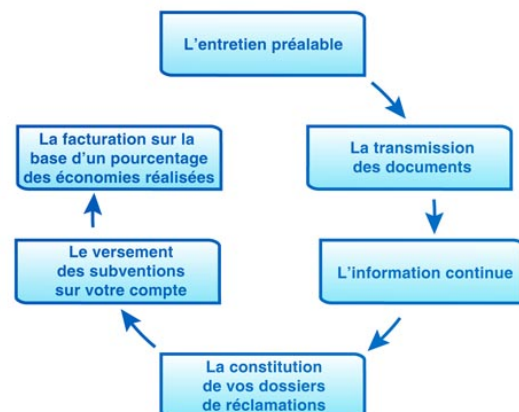 L'entretien préalable
La transmission
des documents
L'information continue
La constitution
de vos dossiers
de réclamations
Le versement
des subventions
sur votre compte
La facturation sur la
base d'un pourcentage
des économies réalisées